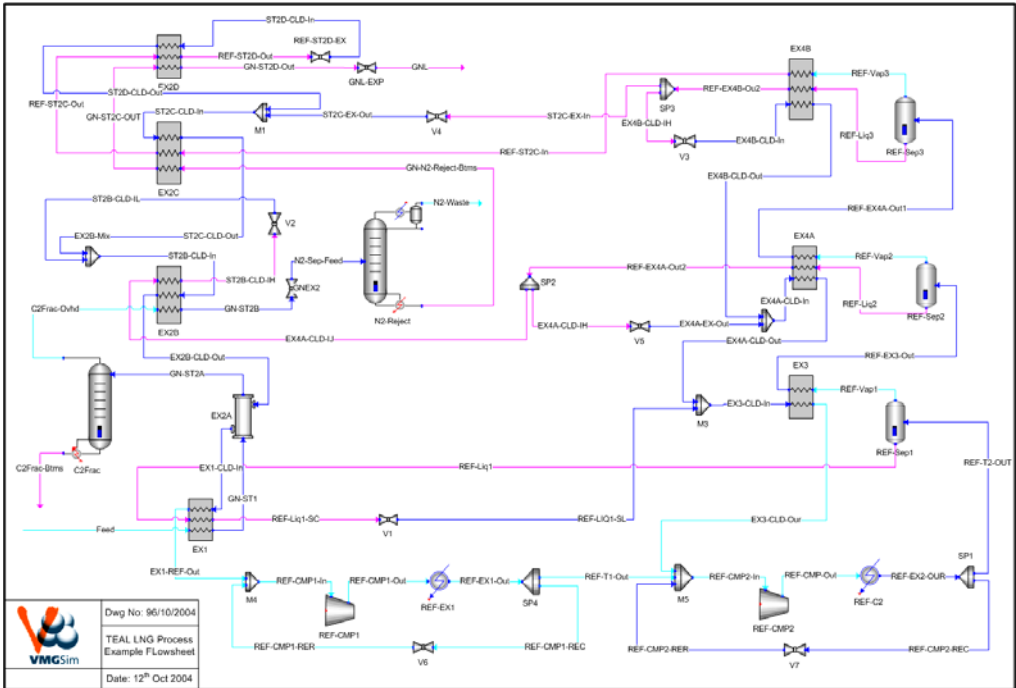 ST2D-CLD-In
REF-ST2D-EX
EX4B
REF-ST2D-Out
REF-Vap3
GN-ST2D-Out
GNL
EX2D
GNL-EXP
SP3
REF-EX4B-Ou2
REF-ST2C-Out
ST2D-CLD-Out
GN-ST2C-OUT
ST2C-CLD-In
M1
ST2C-EX-Out
V4
ST2C-EX-In
EX4B-CLD-IH
V3
EX4B-CLD-In
REF-Liq3
REF-Sep3
REF-ST2C-In
GN-N2-Reject-Btms
EX4B-CLD-Out
EX2C
ST2B-CLD-IL
N2-Waste
V2
REF-EX4A-Out1
EX2B-Mix
ST2C-CLD-Out
EX4A
ST2B-CLD-In
REF-Vap2
N2-Sep-Feed
REF-EX4A-Out2
ST2B-CLD-IH
SP2
REF-Liq2
GNEX2
EX4A-CLD-In
C2Frac-Ovhd
GN-ST2B
REF-Sep2
N2-Reject
EX4A-CLD-IH
V5
EX4A-EX-Out
EX2B
EX4A-CLD-IJ
EX4A-CLD-Out
EX2B-CLD-Out
REF-EX3-Out
EX3
GN-ST2A
REF-Vap1
EX2A
M3
EX3-CLD-In
REF-Sep1
C2Frac-Btms
C2Frac
EX1-CLD-In
REF-Liq1
REF-T2-OUT
GN-ST1
Feed
REF-Liq1-SC
REF-LIQ1-SL
EX3-CLD-Our
V1
EX1
EX1-REF-Out
SP1
REF-CMP1-In
REF-CMP1-Out
REF-EX1-Out
REF-T1-Out
REF-CMP2-In
REF-CMP-Out
REF-EX2-OUR
M4
REF-EX1
SP4
M5
REF-C2
REF-CMP1
REF-CMP2
REF-CMP1-RER
REF-CMP1-REC
REF-CMP2-RER
REF-CMP2-REC
V6
V7
VMGSim
Dwg No: 96/10/2004
TEAL LNG Process
Example FLowsheet
Date: 12th Oct 2004